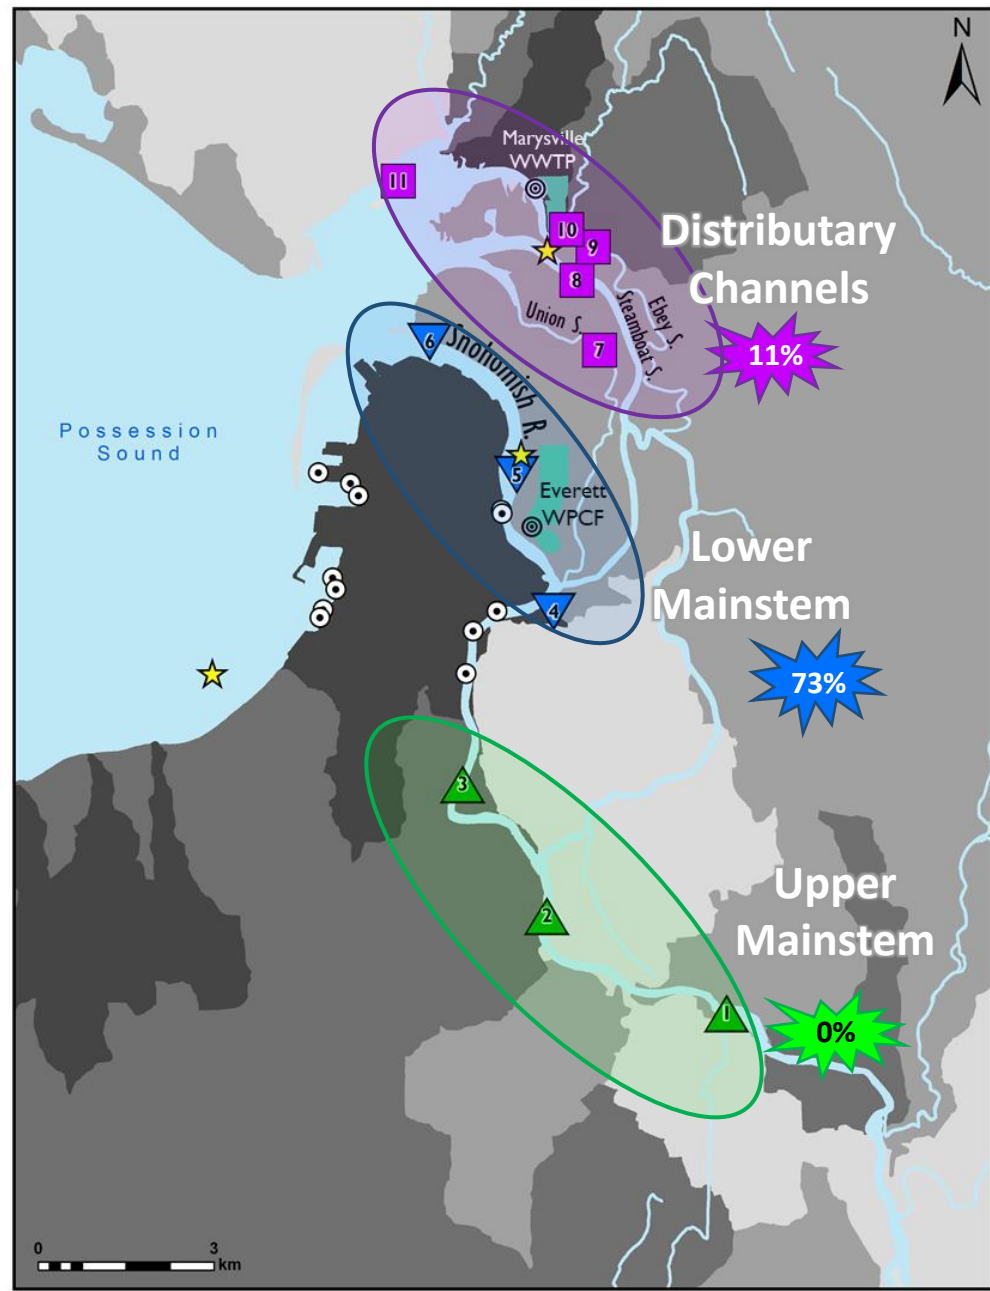 N
Marysville
WWTP
11
10
9
8
Distributary
Channels
11%
Union S.
Steamboat S.
Ebey S.
7
6
Snohomish R.
Possession
Sound
5
Everett
WPCF
4
Lower
Mainstem
73%
3
2
1
Upper
Mainstem
0%
0 3
km